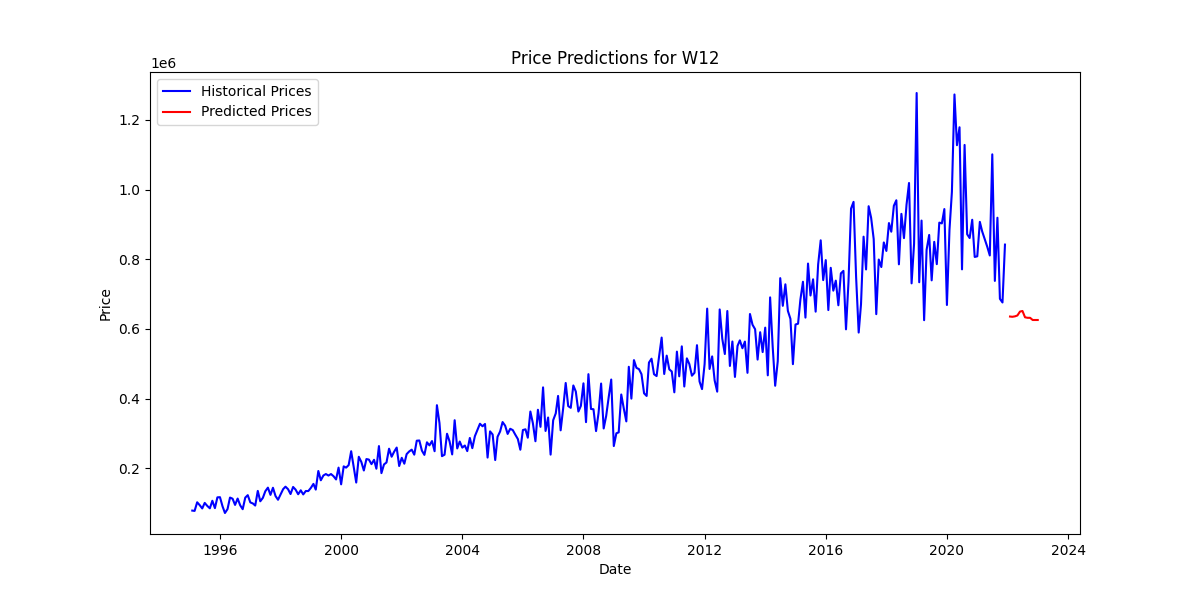 Price Predictions for W12
1e6
Historical Prices
Predicted Prices
1.2
1.0
0.8
0.6
0.4
0.2
Price
1996 2000 2004 2008 2012 2016 2020 2024
Date